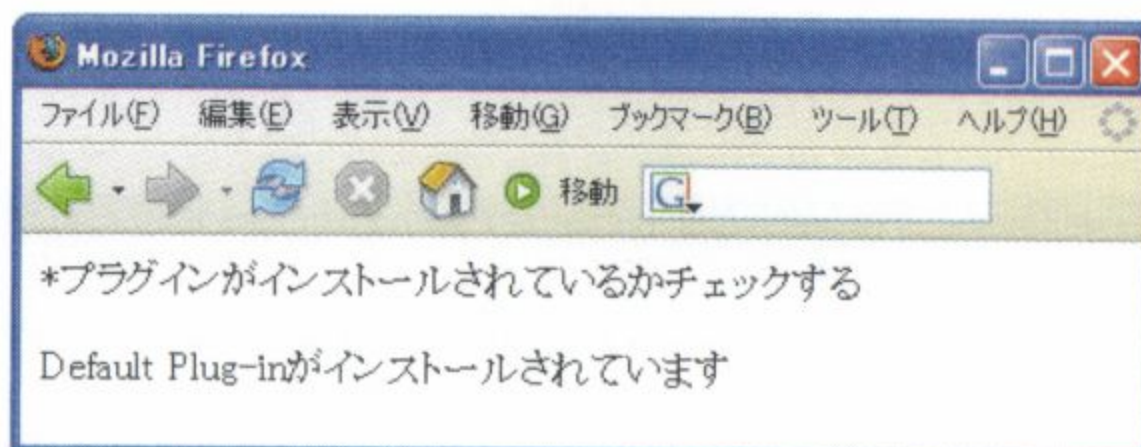 Mozilla Firefox
ファイル(F) 編集(E) 表示(V) 移動(G) ブックマーク(B) ツール(T) ヘルプ(H)
移動 G
*プラグインがインストールされているかチェックする
Default Plug-inがインストールされています